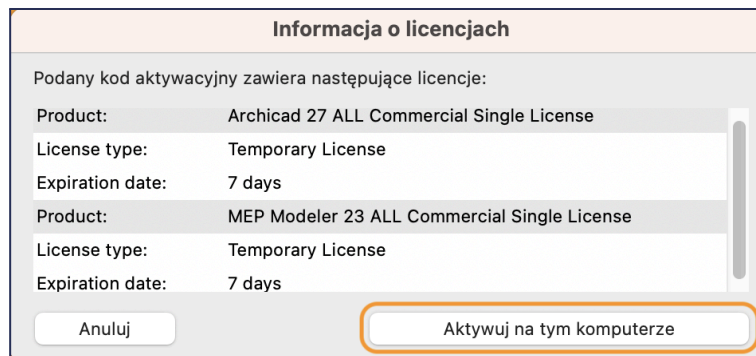 Informacja o licencjach
Podany kod aktywacyjny zawiera następujące licencje:
Product: Archicad 27 ALL Commercial Single License
License type: Temporary License
Expiration date: 7 days
Product: MEP Modeler 23 ALL Commercial Single License
License type: Temporary License
Expiration date: 7 days
Anuluj Aktywuj na tym komputerze